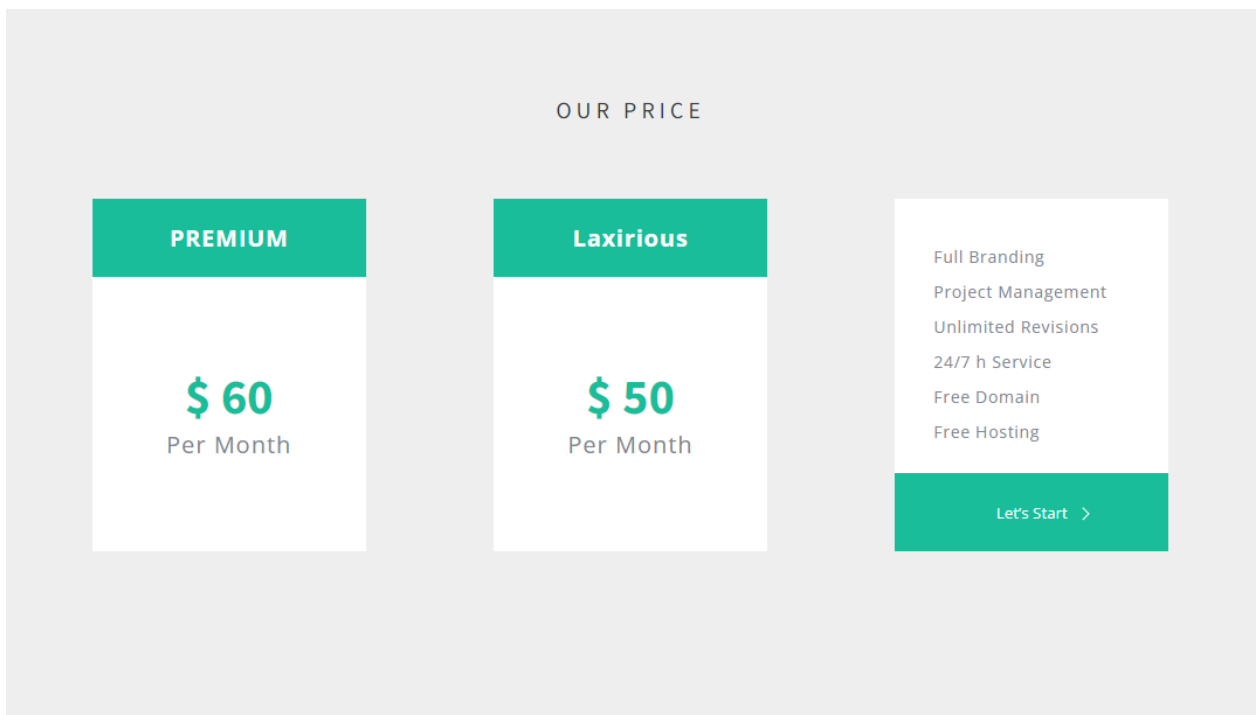 OUR PRICE
PREMIUM
$ 60
Per Month
Laxirious
$ 50
Per Month
Full Branding
Project Management
Unlimited Revisions
24/7 h Service
Free Domain
Free Hosting
Let's Start